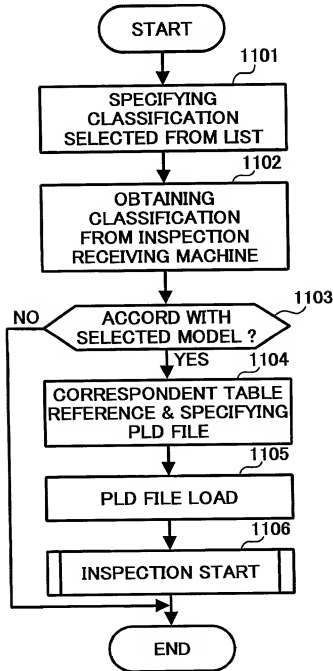 START
1101
SPECIFYING
CLASSIFICATION
SELECTED FROM LIST
1102
OBTAINING
CLASSIFICATION
FROM INSPECTION
RECEIVING MACHINE
1103
NO
ACCORD WITH
SELECTED MODEL ?
YES
1104
CORRESPONDENT TABLE
REFERENCE & SPECIFYING
PLD FILE
1105
PLD FILE LOAD
1106
INSPECTION START
END